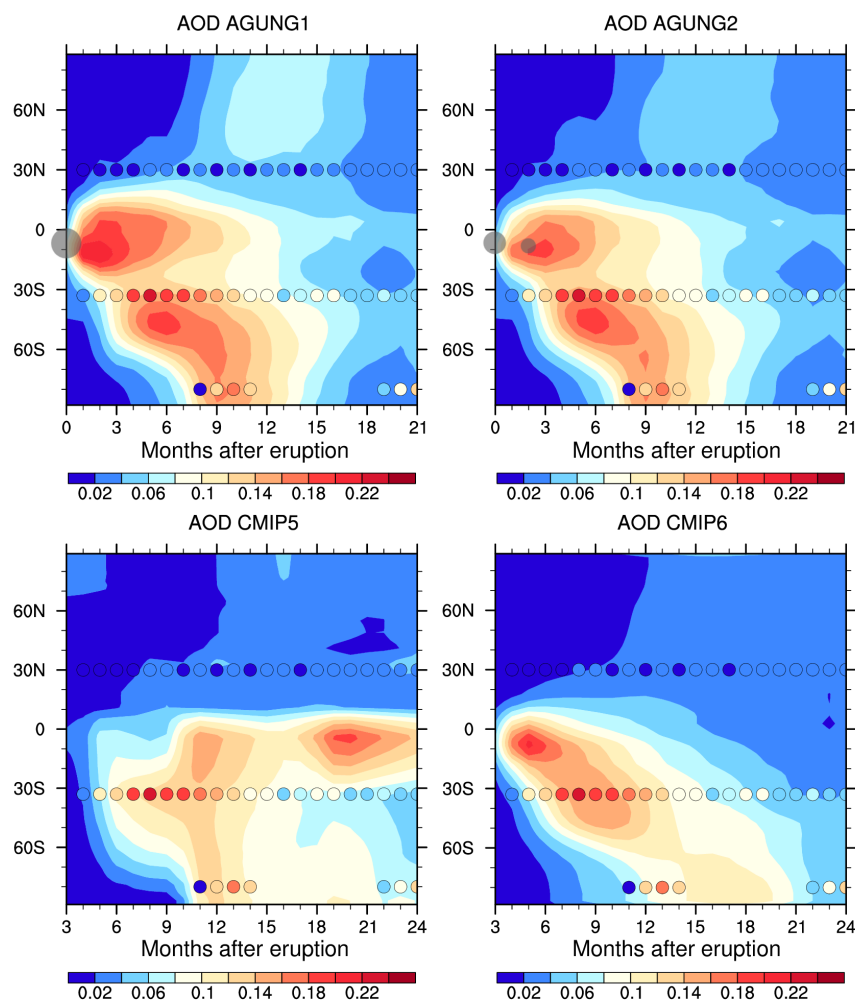 AOD AGUNG1
60N
30N
0
30S
60S
0 3 6 9 12 15 18 21
Months after eruption
0.02 0.06 0.1 0.14 0.18 0.22
AOD AGUNG2
60N
30N
0
30S
60S
0 3 6 9 12 15 18 21
Months after eruption
0.02 0.06 0.1 0.14 0.18 0.22
AOD CMIP5
60N
30N
0
30S
60S
3 6 9 12 15 18 21 24
Months after eruption
0.02 0.06 0.1 0.14 0.18 0.22
AOD CMIP6
60N
30N
0
30S
60S
3 6 9 12 15 18 21 24
Months after eruption
0.02 0.06 0.1 0.14 0.18 0.22